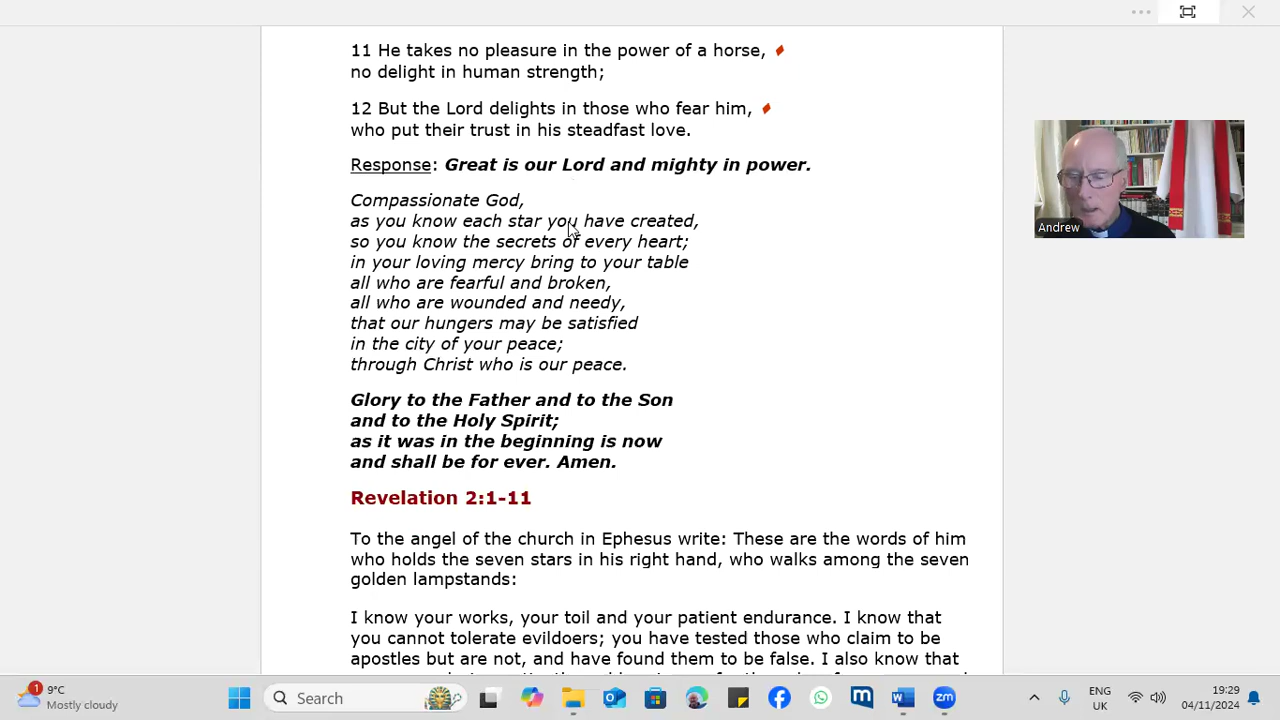 11 He takes no pleasure in the power of a horse, ♦
no delight in human strength;
12 But the Lord delights in those who fear him, ♦
who put their trust in his steadfast love.
Response: Great is our Lord and mighty in power.
Compassionate God,
as you know each star you have created,
so you know the secrets of every heart;
in your loving mercy bring to your table
all who are fearful and broken,
all who are wounded and needy,
that our hungers may be satisfied
in the city of your peace;
through Christ who is our peace.
Glory to the Father and to the Son
and to the Holy Spirit;
as it was in the beginning is now
and shall be for ever. Amen.
Revelation 2:1-11
To the angel of the church in Ephesus write: These are the words of him
who holds the seven stars in his right hand, who walks among the seven
golden lampstands:
I know your works, your toil and your patient endurance. I know that
you cannot tolerate evildoers; you have tested those who claim to be
apostles but are not, and have found them to be false. I also know that
Andrew
1
9°C
Mostly cloudy
Search
zm
ENG
UK
19:29
04/11/2024